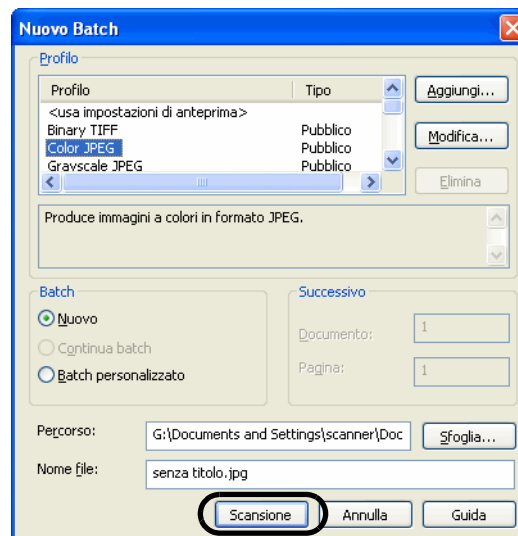 Nuovo Batch
Profilo
Profilo Tipo
<usa impostazioni di anteprima>
Binary TIFF Pubblico
Color JPEG Pubblico
Grayscale JPEG Pubblico
Aggiungi...
Modifica...
Elimina
Produce immagini a colori in formato JPEG.
Batch
Nuovo
Continua batch
Batch personalizzato
Successivo
Documento: 1
Pagina: 1
Percorso: G:\Documents and Settings\scanner\Doc Sfoglia...
Nome file: senza titolo.jpg
Scansione Annulla Guida